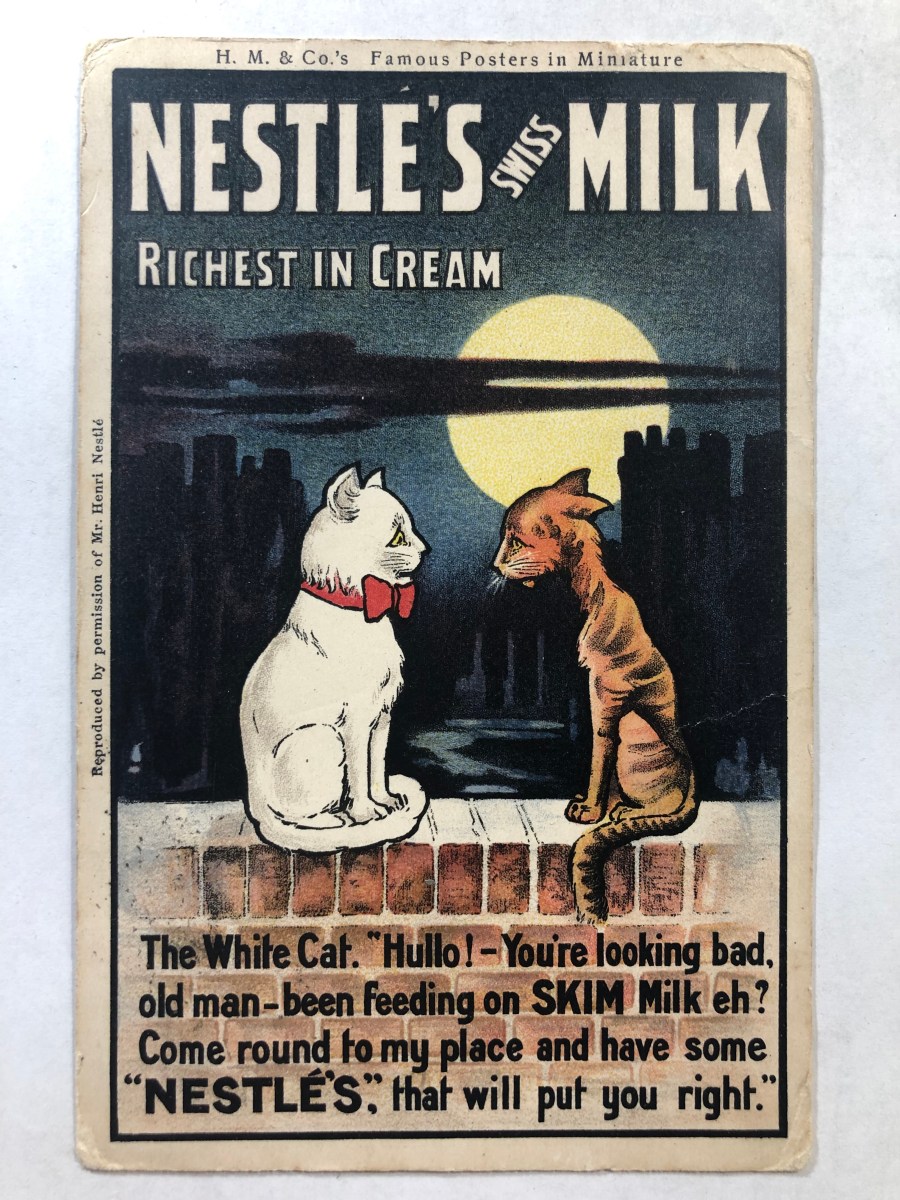 H. M. & Co.'s Famous Posters in Miniature
NESTLÉ'S SWISS MILK
RICHEST IN CREAM
Reproduced by permission of Mr. Henri Nestlé
The White Cat. "Hullo! – You're looking bad,
old man – been feeding on SKIM Milk eh?
Come round to my place and have some
"NESTLÉ'S", that will put you right."